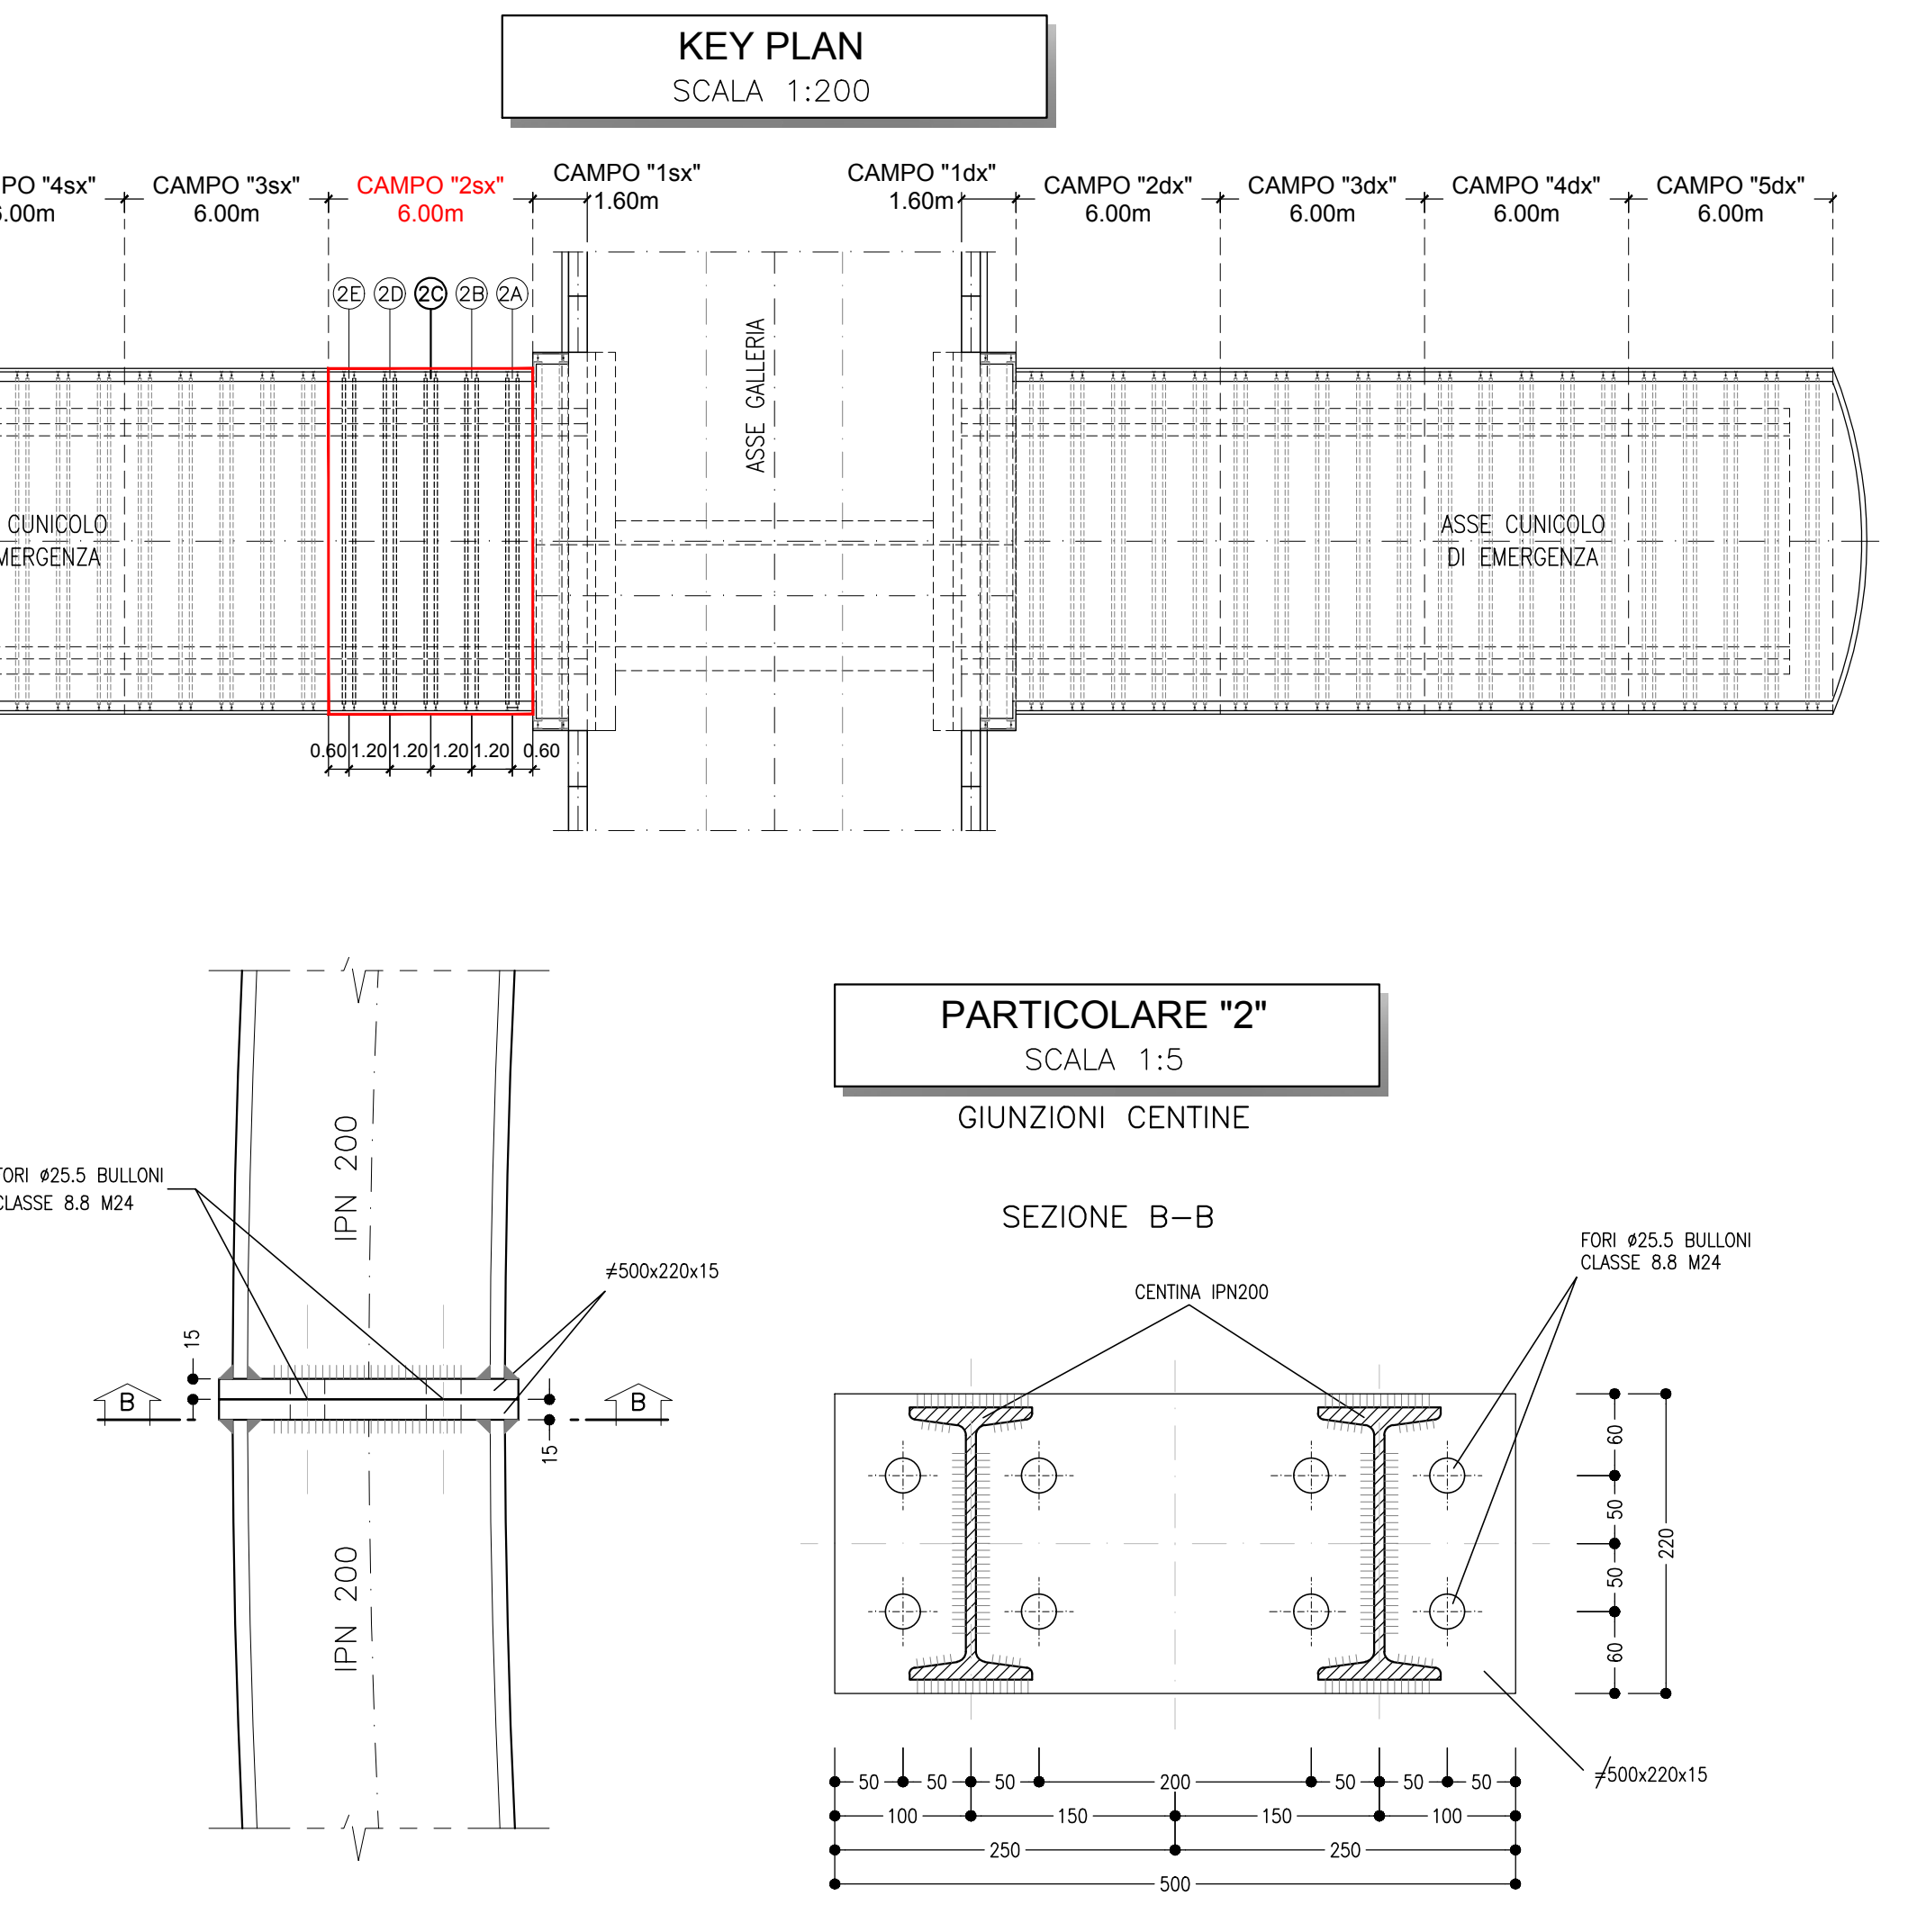 KEY PLAN
SCALA 1:200
PO "4sx"
6.00m
CAMPO "3sx"
6.00m
CAMPO "2sx"
6.00m
CAMPO "1sx"
1.60m
CAMPO "1dx"
1.60m
CAMPO "2dx"
6.00m
CAMPO "3dx"
6.00m
CAMPO "4dx"
6.00m
CAMPO "5dx"
6.00m
2E
2D
2C
2B
2A
ASSE GALLERIA
CUNICOLO
MERGENZA
ASSE CUNICOLO
DI EMERGENZA
0.60
1.20
1.20
1.20
1.20
0.60
PARTICOLARE "2"
SCALA 1:5
GIUNZIONI CENTINE
IPN 200
FORI ø25.5 BULLONI
CLASSE 8.8 M24
≠500x220x15
15
B
B
15
IPN 200
SEZIONE B-B
FORI ø25.5 BULLONI
CLASSE 8.8 M24
CENTINA IPN200
60
50
50
60
220
≠500x220x15
50
50
50
200
50
50
50
100
150
150
100
250
250
500